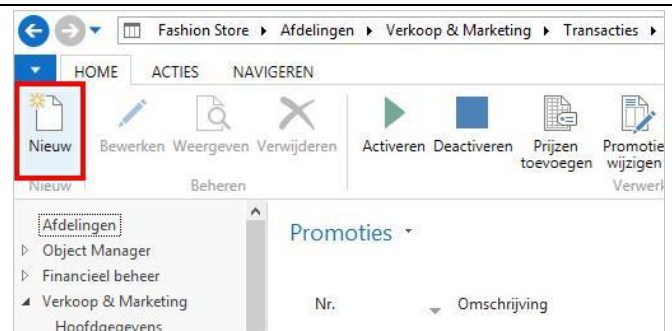 Fashion Store ▸ Afdelingen ▸ Verkoop & Marketing ▸ Transacties ▸
HOME ACTIES NAVIGEREN
Nieuw Bewerken Weergeven Verwijderen Activeren Deactiveren Prijzen toevoegen Promotie wijzigen
Nieuw Beheren Verwerk
Afdelingen
Object Manager
Financieel beheer
Verkoop & Marketing
Hoofdgegevens
Promoties
Nr. Omschrijving